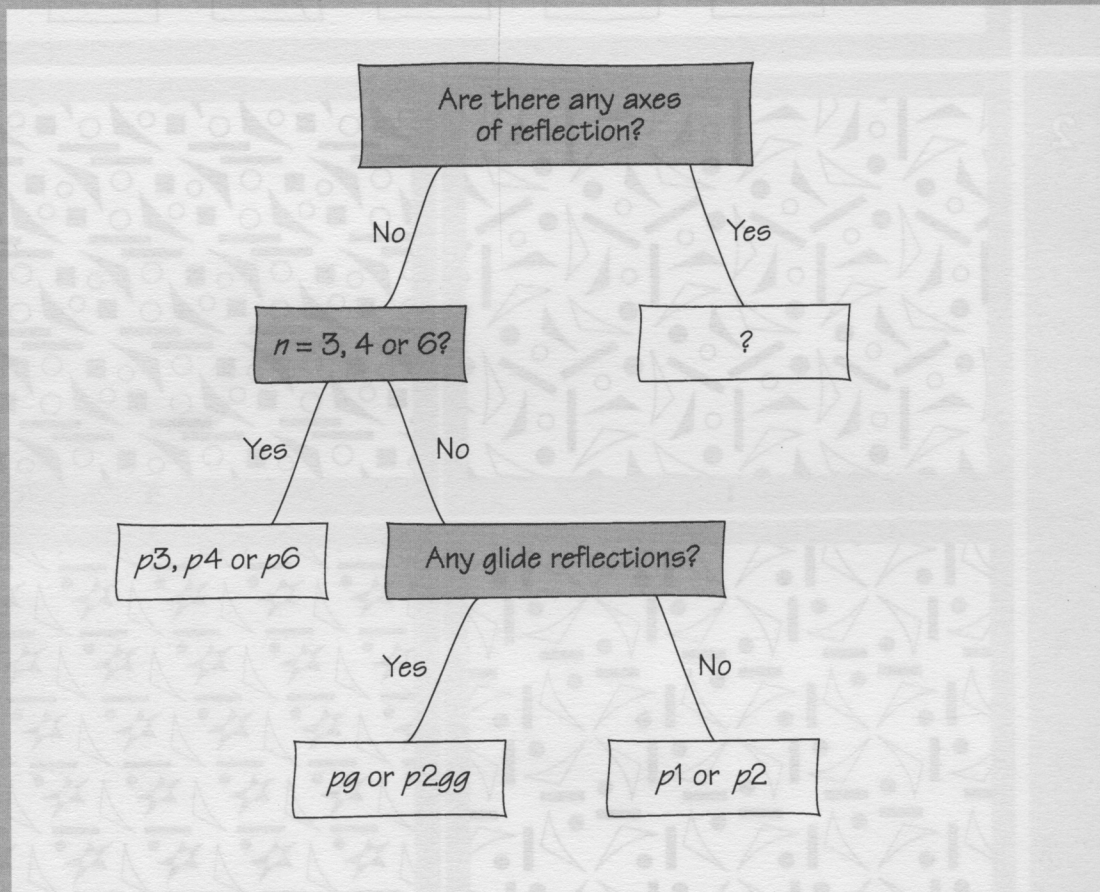 Are there any axes
of reflection?
No
Yes
n = 3, 4 or 6?
?
Yes
No
p3, p4 or p6
Any glide reflections?
Yes
No
pg or p2gg
p1 or p2